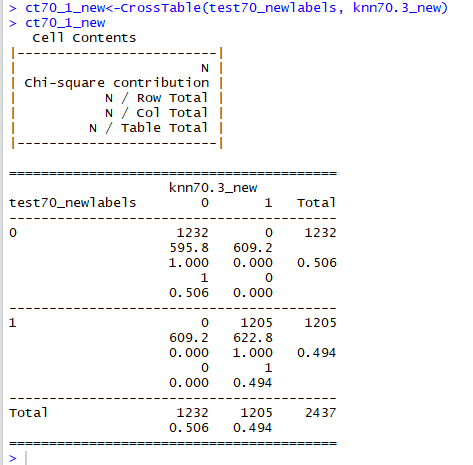 > ct70_1_new<-CrossTable(test70_newlabels, knn70.3_new)
> ct70_1_new
   Cell Contents
|-------------------------|
|                       N |
| Chi-square contribution |
|           N / Row Total |
|           N / Col Total |
|         N / Table Total |
|-------------------------|
=========================================
                    knn70.3_new
test70_newlabels        0       1   Total
-----------------------------------------
0                    1232       0    1232
                    595.8   609.2
                    1.000   0.000   0.506
                        1       0
                    0.506   0.000
-----------------------------------------
1                       0    1205    1205
                    609.2   622.8
                    0.000   1.000   0.494
                        0       1
                    0.000   0.494
-----------------------------------------
Total                1232    1205    2437
                    0.506   0.494
=========================================
>